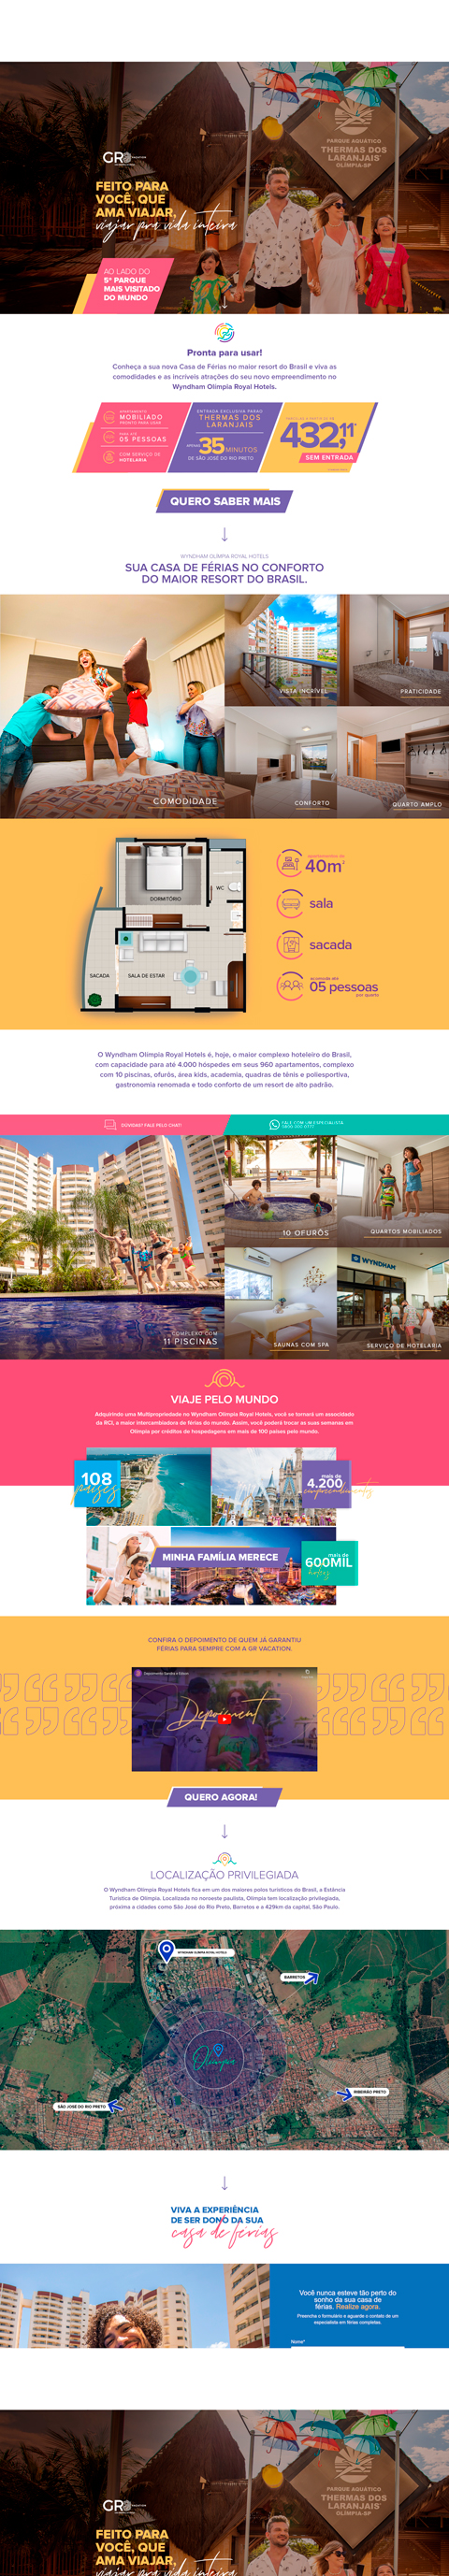 PARQUE AQUÁTICO
THERMAS DOS
LARANJAIS
OLÍMPIA-SP
GR
FEITO PARA
VOCÊ, QUE
AMA VIAJAR,
viajar pra vida inteira
AO LADO DO
5º PARQUE
MAIS VISITADO
DO MUNDO
Pronta para usar!
Conheça a sua nova Casa de Férias no maior resort do Brasil e viva as
comodidades e as incríveis atrações do seu novo empreendimento no
Wyndham Olímpia Royal Hotels.
APARTAMENTO
MOBILIADO
PRONTO PARA USAR
PARA ATÉ
05 PESSOAS
COM SERVIÇO DE
HOTELARIA
ENTRADA EXCLUSIVA PARA O
THERMAS DOS
LARANJAIS
APENAS
35 MINUTOS
DE SÃO JOSÉ DO RIO PRETO
432,11
SEM ENTRADA
QUERO SABER MAIS
WYNDHAM OLÍMPIA ROYAL HOTELS
SUA CASA DE FÉRIAS NO CONFORTO
DO MAIOR RESORT DO BRASIL.
VISTA INCRÍVEL
PRATICIDADE
COMODIDADE
CONFORTO
QUARTO AMPLO
DORMITÓRIO
WC
SACADA
SALA DE ESTAR
40m²
sala
sacada
acomoda até
05 pessoas
por quarto
O Wyndham Olímpia Royal Hotels é, hoje, o maior complexo hoteleiro do Brasil,
com capacidade para até 4.000 hóspedes em seus 960 apartamentos, complexo
com 10 piscinas, ofurôs, área kids, academia, quadras de tênis e poliesportiva,
gastronomia renomada e todo conforto de um resort de alto padrão.
DÚVIDAS? FALE PELO CHAT!
FALE COM UM ESPECIALISTA
COMPLEXO COM
11 PISCINAS
10 OFURÔS
QUARTOS MOBILIADOS
SAUNAS COM SPA
WYNDHAM
SERVIÇO DE HOTELARIA
VIAJE PELO MUNDO
Adquirindo uma Multipropriedade no Wyndham Olímpia Royal Hotels, você se tornará um associado
da RCI, a maior intercambiadora de férias do mundo. Assim, você poderá trocar as suas semanas em
Olímpia por créditos de hospedagens em mais de 100 países pelo mundo.
108
países
mais de
4.200
empreendimentos
MINHA FAMÍLIA MERECE
mais de
600MIL
hotéis
CONFIRA O DEPOIMENTO DE QUEM JÁ GARANTIU
FÉRIAS PARA SEMPRE COM A GR VACATION.
Depoiment
QUERO AGORA!
LOCALIZAÇÃO PRIVILEGIADA
O Wyndham Olímpia Royal Hotels fica em um dos maiores polos turísticos do Brasil, a Estância
Turística de Olímpia. Localizada no noroeste paulista, Olímpia tem localização privilegiada,
próxima a cidades como São José do Rio Preto, Barretos e a 429km da capital, São Paulo.
WYNDHAM OLÍMPIA ROYAL HOTELS
BARRETOS
Olímpia
RIBEIRÃO PRETO
SÃO JOSÉ DO RIO PRETO
VIVA A EXPERIÊNCIA
DE SER DONO DA SUA
casa de férias
Você nunca esteve tão perto do
sonho da sua casa de
férias. Realize agora.
Preencha o formulário e aguarde o contato de um
especialista em férias completas.
Nome*
PARQUE AQUÁTICO
THERMAS DOS
LARANJAIS
OLÍMPIA-SP
GR
FEITO PARA
VOCÊ, QUE
AMA VIAJAR,
viajar pra vida inteira